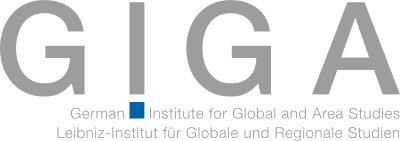 GIGA
German Institute for Global and Area Studies
Leibniz-Institut für Globale und Regionale Studien